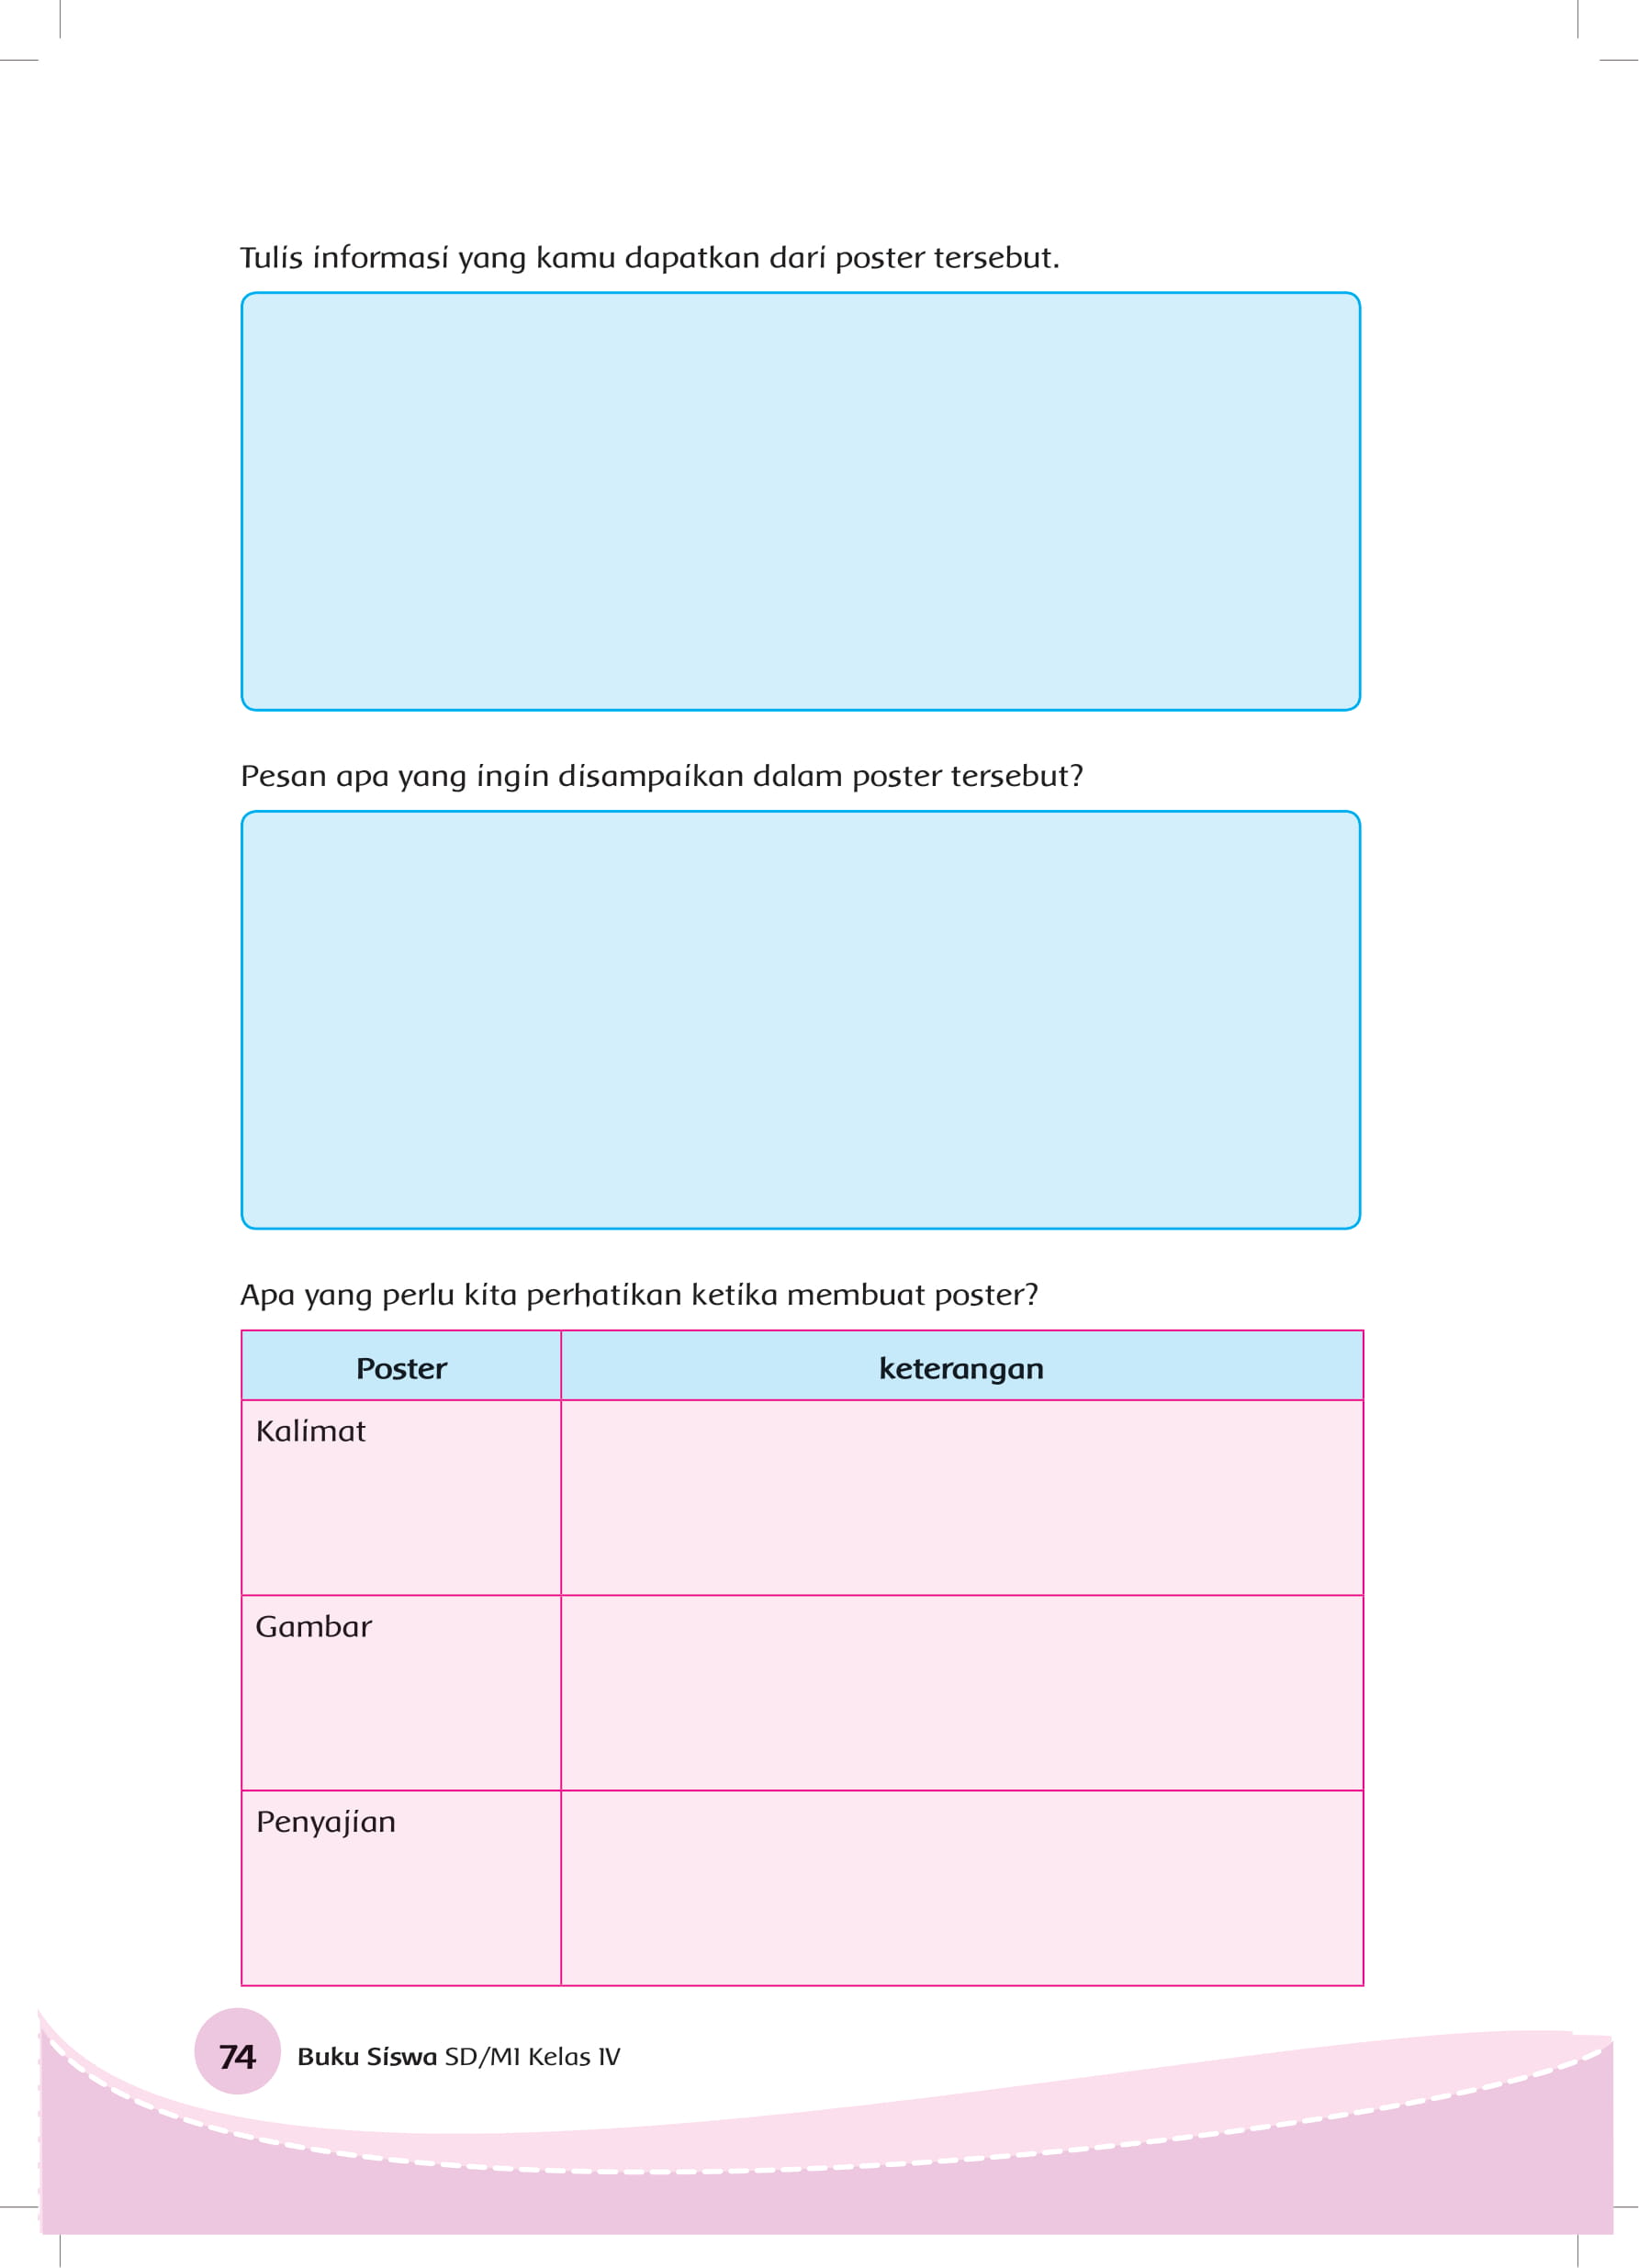 Tulis informasi yang kamu dapatkan dari poster tersebut.
Pesan apa yang ingin disampaikan dalam poster tersebut?
Apa yang perlu kita perhatikan ketika membuat poster?
Poster keterangan
Kalimat
Gambar
Penyajian
74 Buku Siswa SD/MI Kelas IV